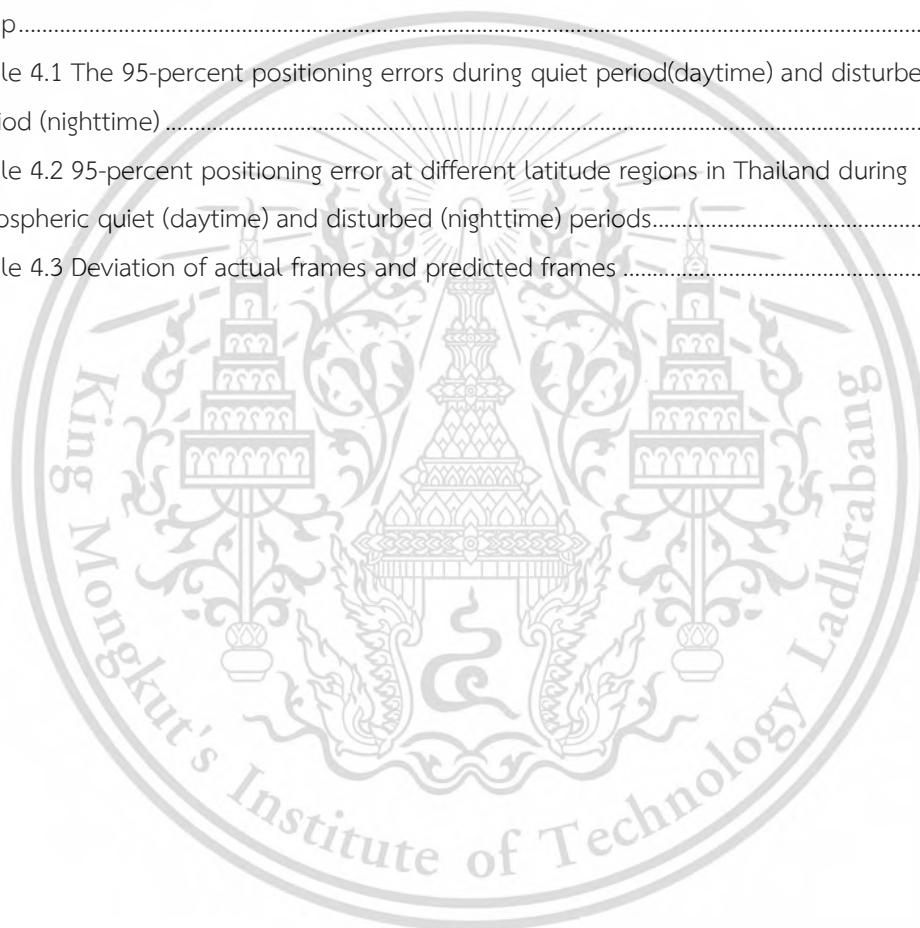 p........................................................................................................................................................
le 4.1 The 95-percent positioning errors during quiet period(daytime) and disturbe
iod (nighttime) ..............................................................................................................................
le 4.2 95-percent positioning error at different latitude regions in Thailand during
ospheric quiet (daytime) and disturbed (nighttime) periods..............................................
le 4.3 Deviation of actual frames and predicted frames .......................................................
King Mongkut's Institute of Technology Ladkrabang